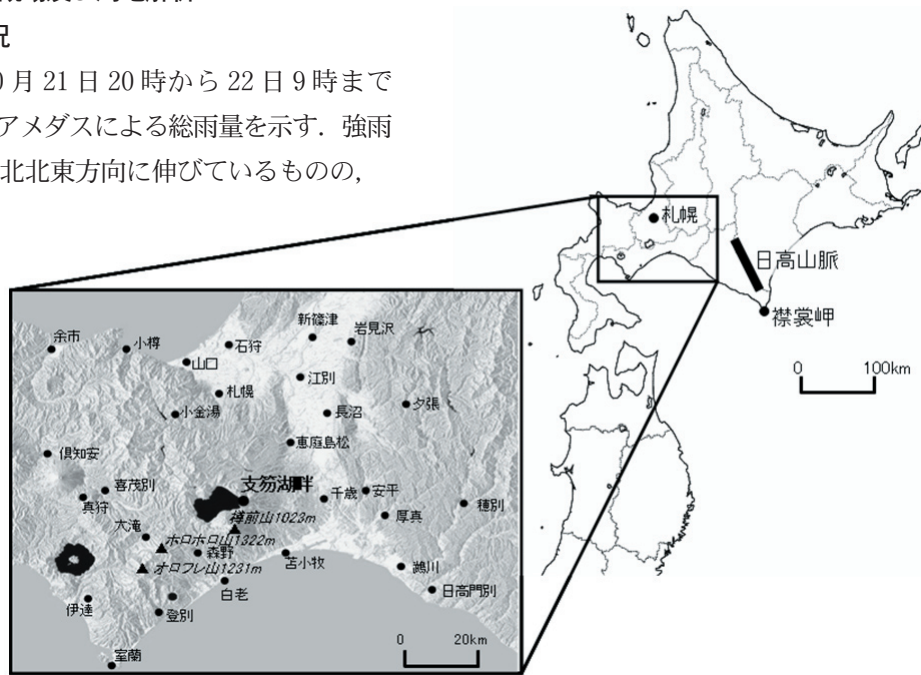 況
月 21 日 20 時から 22 日 9 時まで
アメダスによる総雨量を示す．強雨
北北東方向に伸びているものの，
札幌
日高山脈
襟裳岬
0 100km
余市
小樽
石狩
新篠津
岩見沢
山口
札幌
江別
小金湯
長沼
夕張
恵庭島松
倶知安
支笏湖畔
喜茂別
真狩
千歳
安平
穂別
樽前山1023m
厚真
大滝
ホロホロ山1322m
森野
オロフレ山1231m
苫小牧
鵡川
白老
日高門別
伊達
登別
0 20km
室蘭